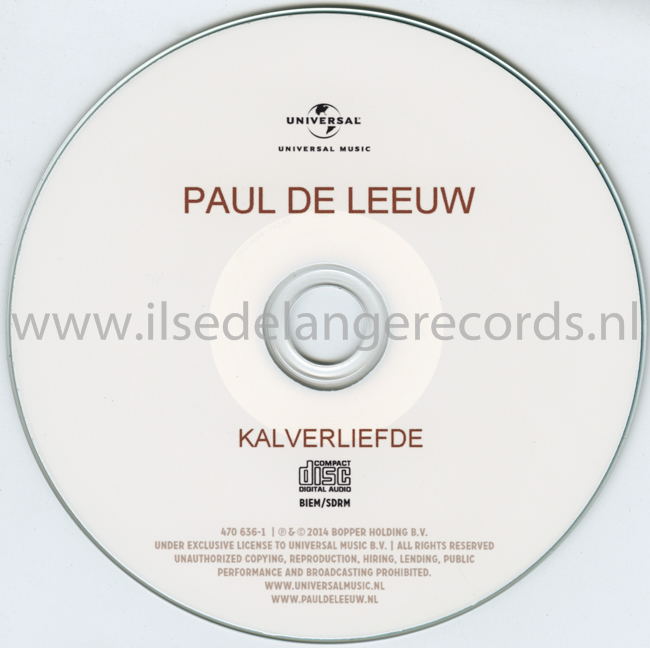 UNIVERSAL
UNIVERSAL MUSIC
PAUL DE LEEUW
www.ilsedelangerecords.nl
KALVERLIEFDE
COMPACT
disc
DIGITAL AUDIO
BIEM/SDRM
470 636-1 | ℗ & © 2014 BOPPER HOLDING B.V.
UNDER EXCLUSIVE LICENSE TO UNIVERSAL MUSIC B.V. | ALL RIGHTS RESERVED
UNAUTHORIZED COPYING, REPRODUCTION, HIRING, LENDING, PUBLIC
PERFORMANCE AND BROADCASTING PROHIBITED.
WWW.UNIVERSALMUSIC.NL
WWW.PAULDELEEUW.NL